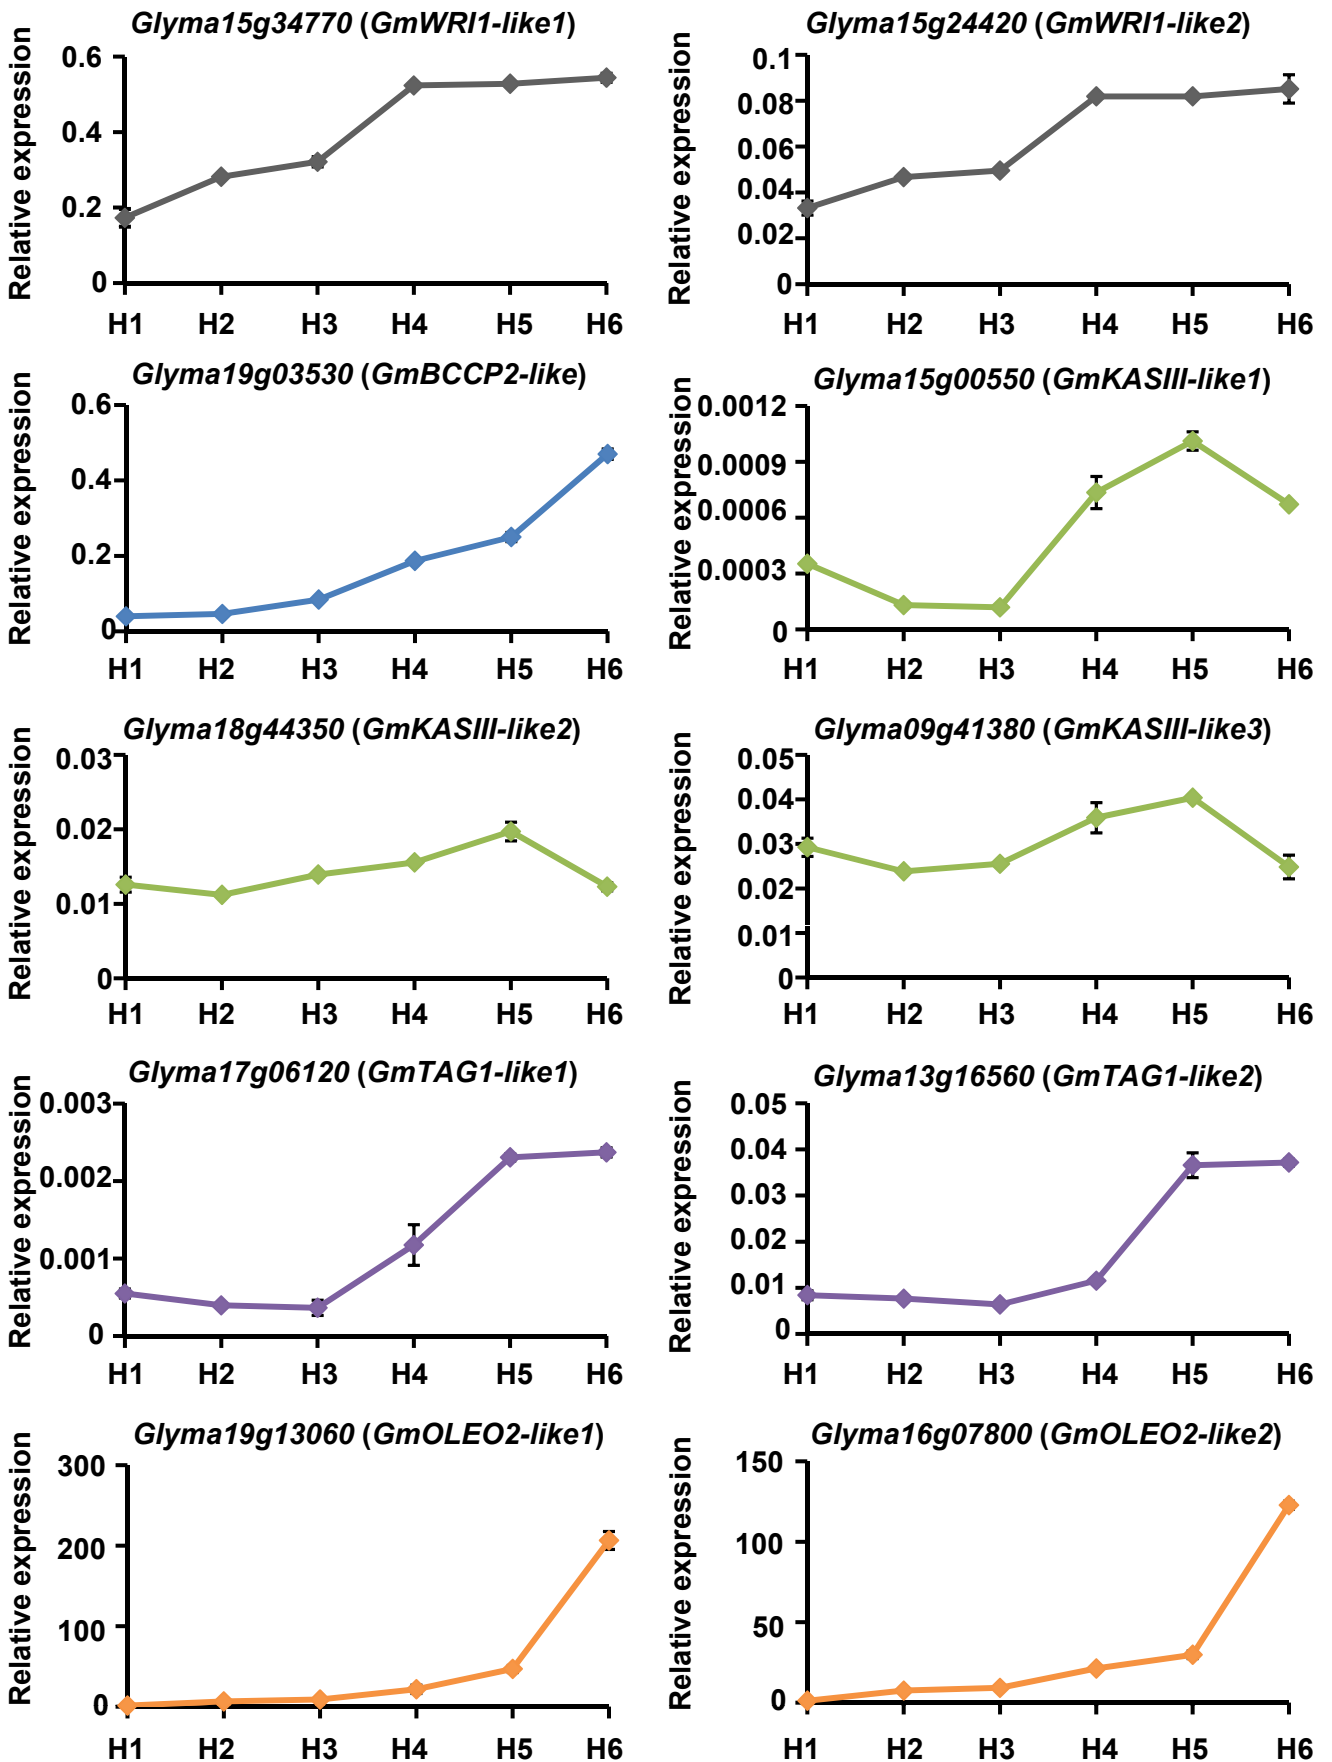 Glyma15g34770 (GmWRI1-like1)
Relative expression
0.6
0.4
0.2
0
H1 H2 H3 H4 H5 H6
Glyma15g24420 (GmWRI1-like2)
Relative expression
0.1
0.08
0.06
0.04
0.02
0
H1 H2 H3 H4 H5 H6
Glyma19g03530 (GmBCCP2-like)
Relative expression
0.6
0.4
0.2
0
H1 H2 H3 H4 H5 H6
Glyma15g00550 (GmKASIII-like1)
Relative expression
0.0012
0.0009
0.0006
0.0003
0
H1 H2 H3 H4 H5 H6
Glyma18g44350 (GmKASIII-like2)
Relative expression
0.03
0.02
0.01
0
H1 H2 H3 H4 H5 H6
Glyma09g41380 (GmKASIII-like3)
Relative expression
0.05
0.04
0.03
0.02
0.01
0
H1 H2 H3 H4 H5 H6
Glyma17g06120 (GmTAG1-like1)
Relative expression
0.003
0.002
0.001
0
H1 H2 H3 H4 H5 H6
Glyma13g16560 (GmTAG1-like2)
Relative expression
0.05
0.04
0.03
0.02
0.01
0
H1 H2 H3 H4 H5 H6
Glyma19g13060 (GmOLEO2-like1)
Relative expression
300
200
100
0
H1 H2 H3 H4 H5 H6
Glyma16g07800 (GmOLEO2-like2)
Relative expression
150
100
50
0
H1 H2 H3 H4 H5 H6